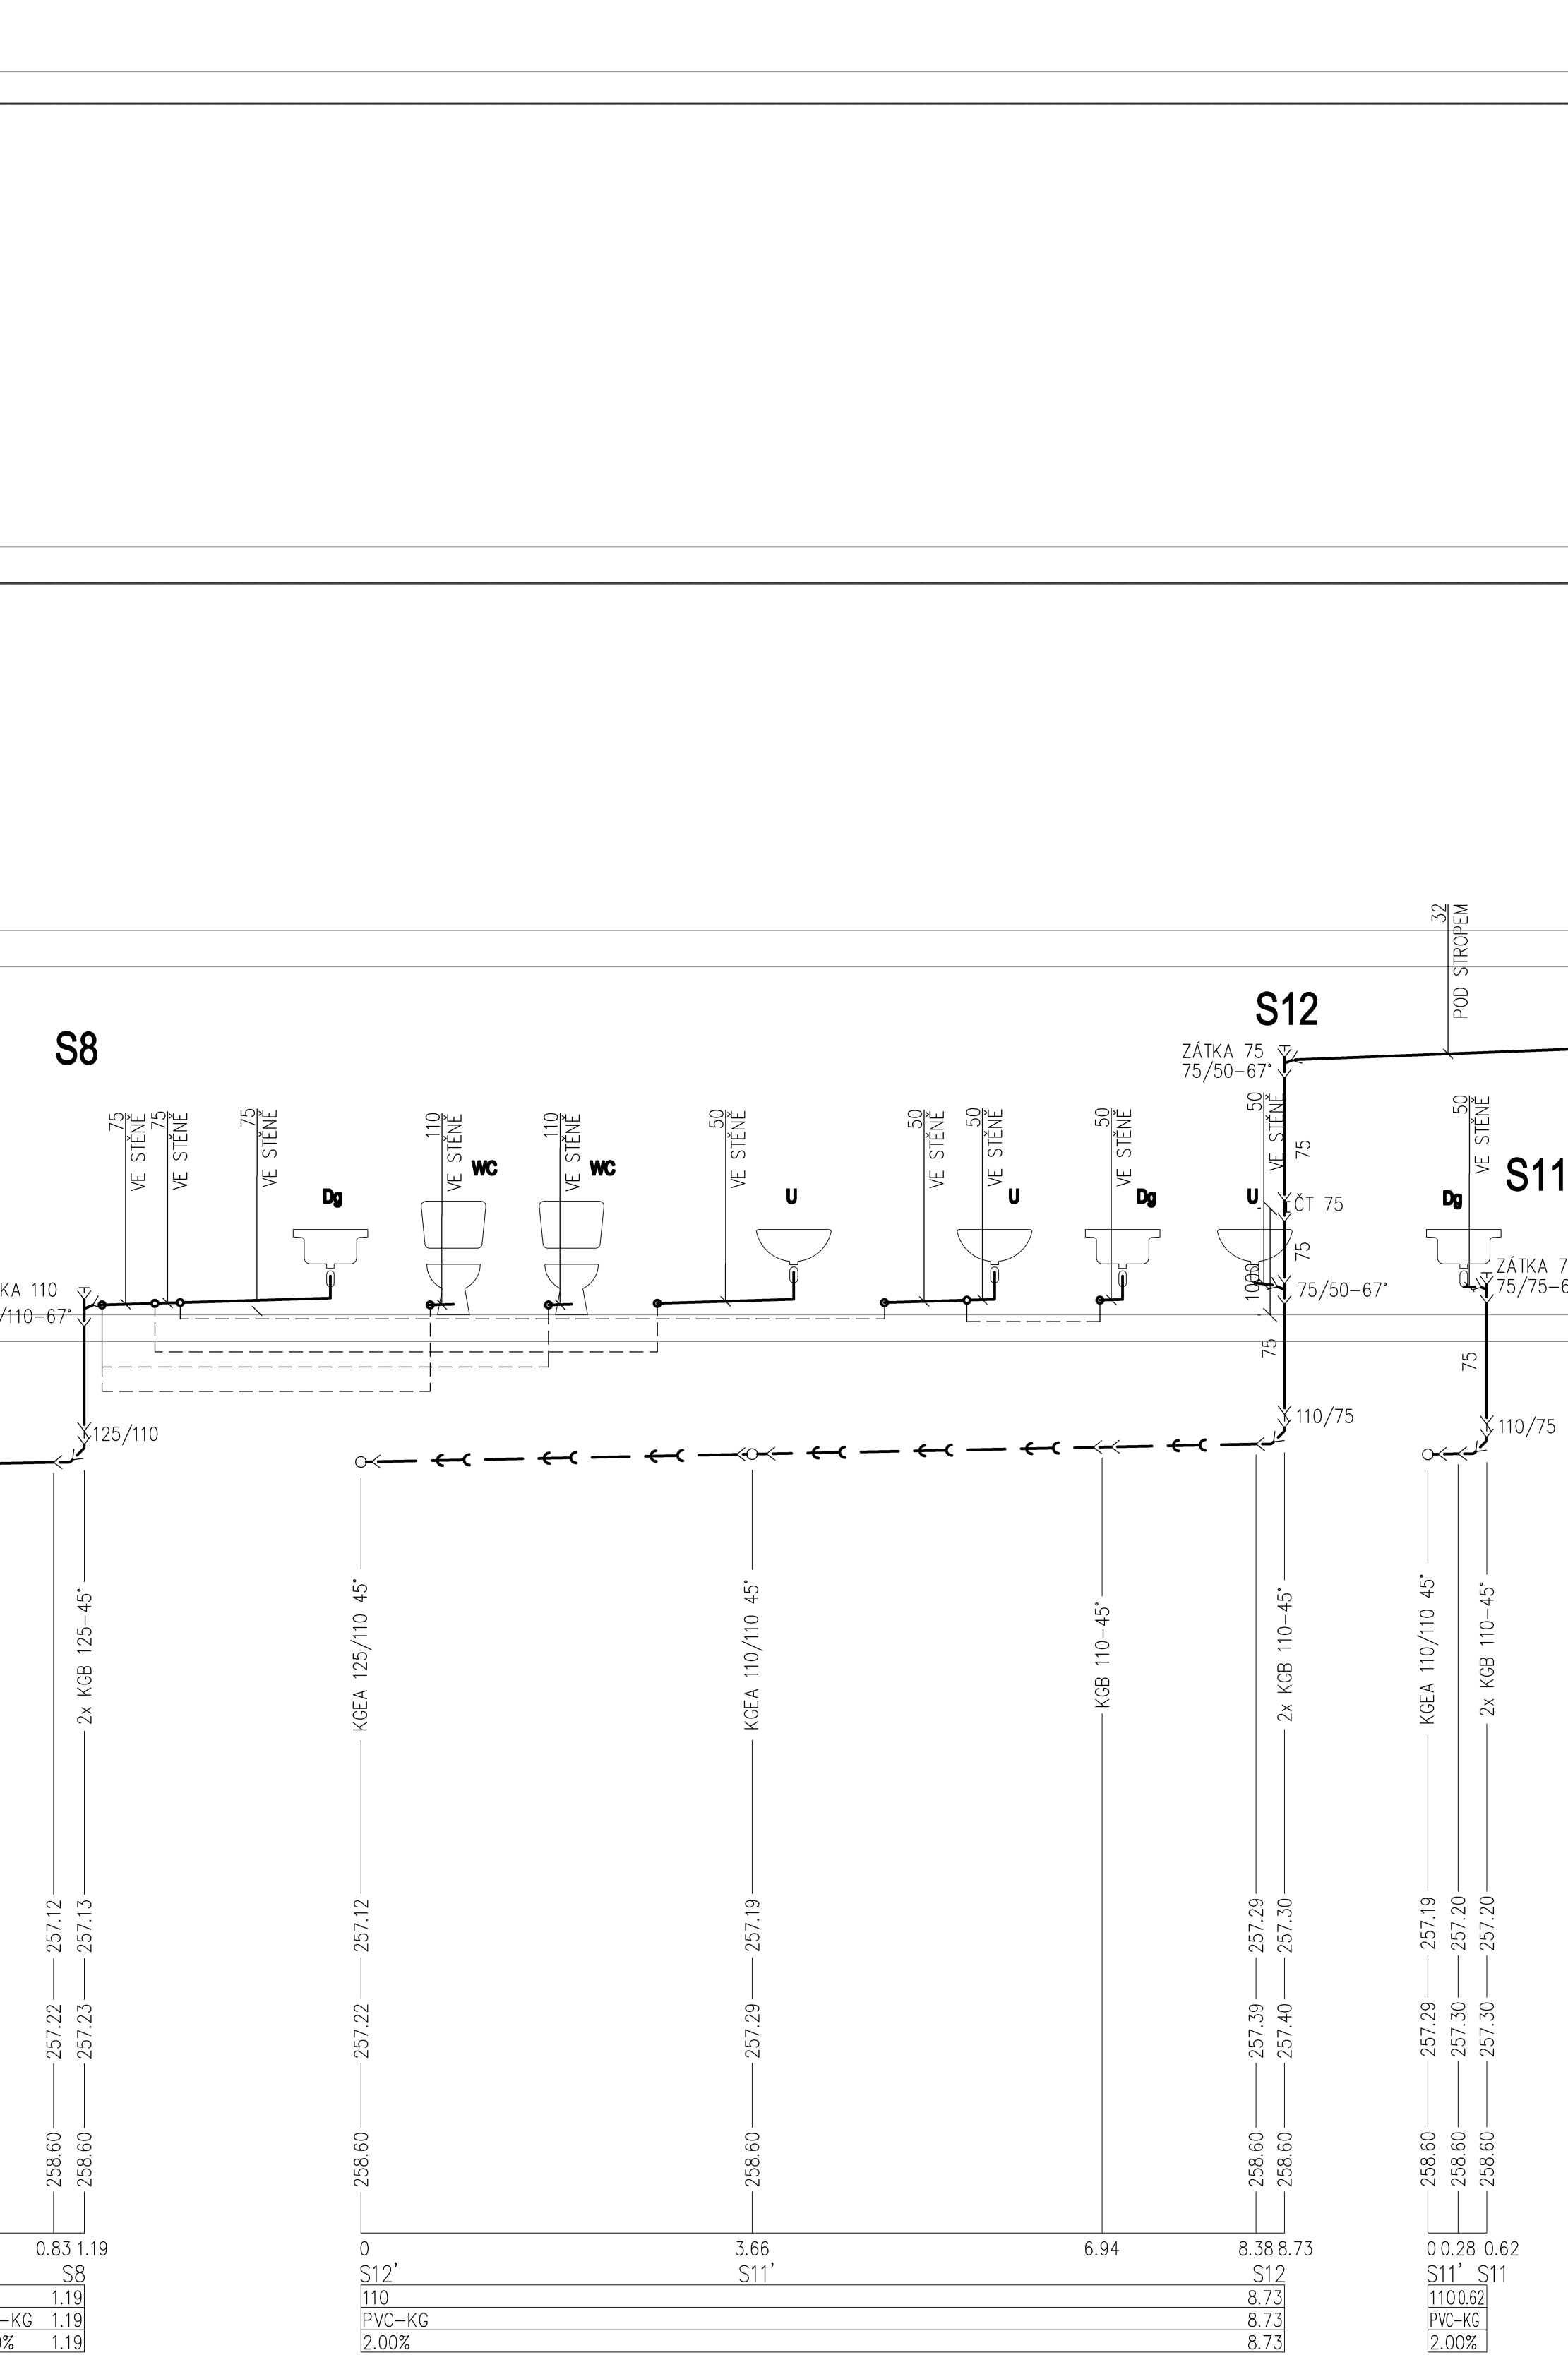 32
POD STROPEM
S12
S8
ZÁTKA 75
75/50-67°
75
VE STĚNĚ
75
VE STĚNĚ
75
VE STĚNĚ
110
VE STĚNĚ
110
VE STĚNĚ
50
VE STĚNĚ
50
VE STĚNĚ
50
VE STĚNĚ
50
VE STĚNĚ
50
VE STĚNĚ
75
50
VE STĚNĚ
S11
Dg
WC
WC
U
U
Dg
U
ČT 75
Dg
75
1000
KA 110
/110-67°
75/50-67°
ZÁTKA 7
75/75-6
75
75
125/110
110/75
110/75
2x KGB 125-45°
KGEA 125/110 45°
KGEA 110/110 45°
KGB 110-45°
2x KGB 110-45°
KGEA 110/110 45°
2x KGB 110-45°
257.12
257.13
257.12
257.19
257.29
257.30
257.19
257.20
257.20
257.22
257.23
257.22
257.29
257.39
257.40
257.29
257.30
257.30
258.60
258.60
258.60
258.60
258.60
258.60
258.60
258.60
258.60
0.83 1.19
0
3.66
6.94
8.38 8.73
0 0.28 0.62
S8
S12'
S11'
S12
S11' S11
1.19
110
8.73
110 0.62
-KG 1.19
PVC-KG
8.73
PVC-KG
% 1.19
2.00%
8.73
2.00%